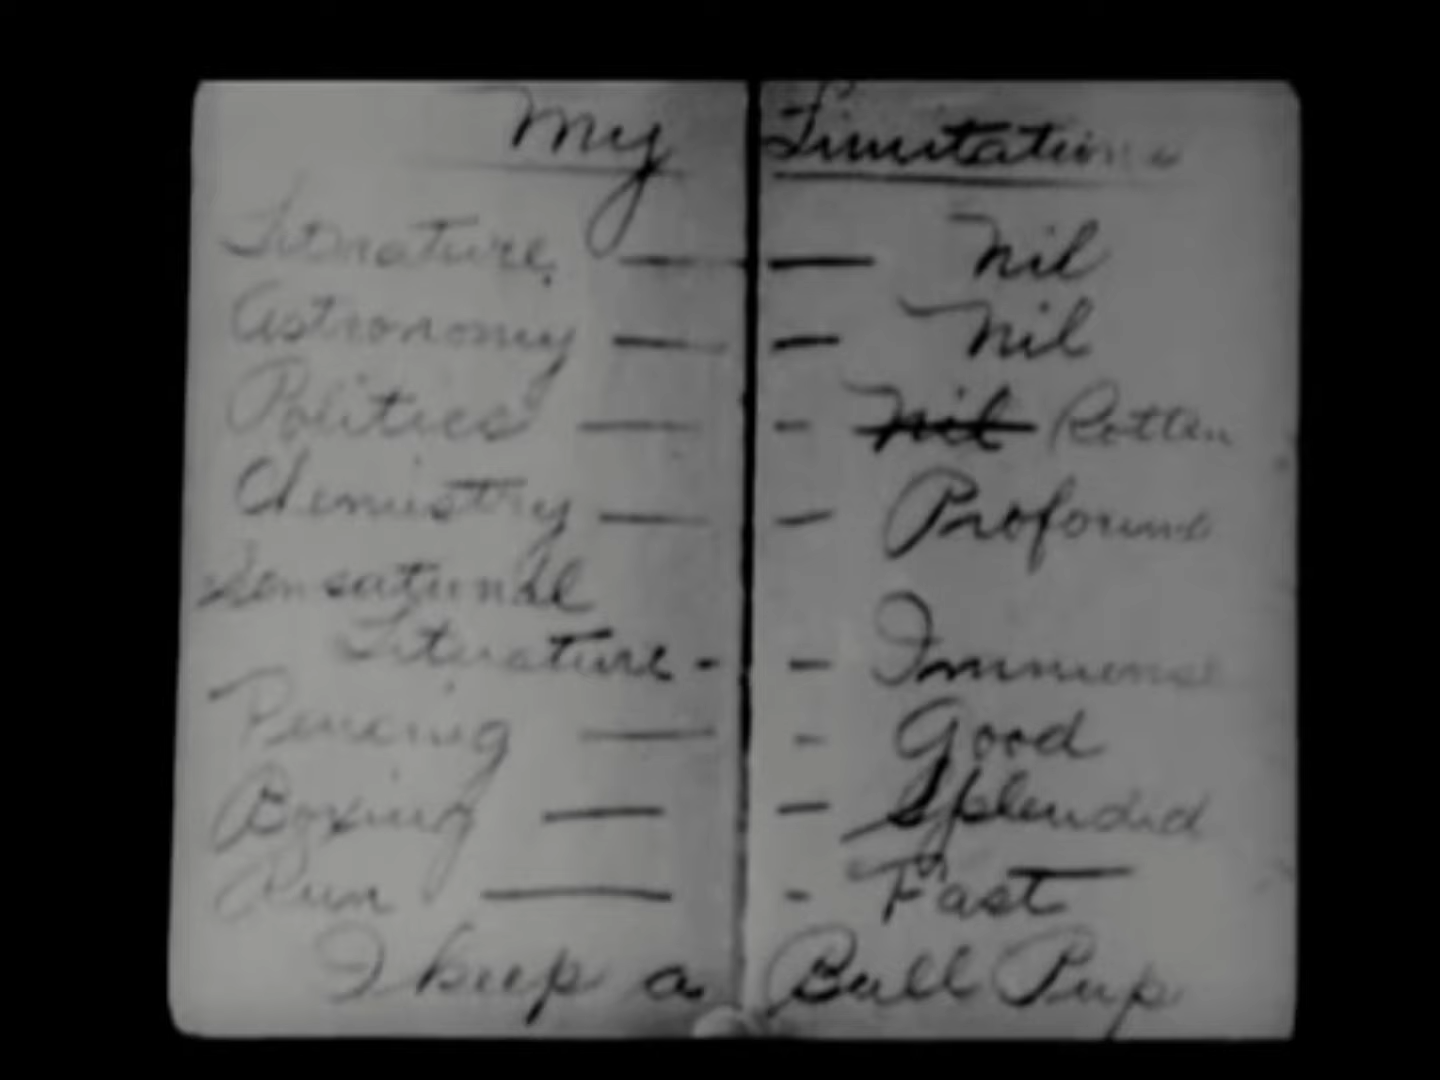 My Limitations
Literature. — — Nil
Astronomy — — Nil
Politics — - Nil Rotten
Chemistry — — Profound
Sensational
Literature - — Immense
Fencing — - Good
Boxing — — Splendid
Run — - Fast
I keep a Bull Pup